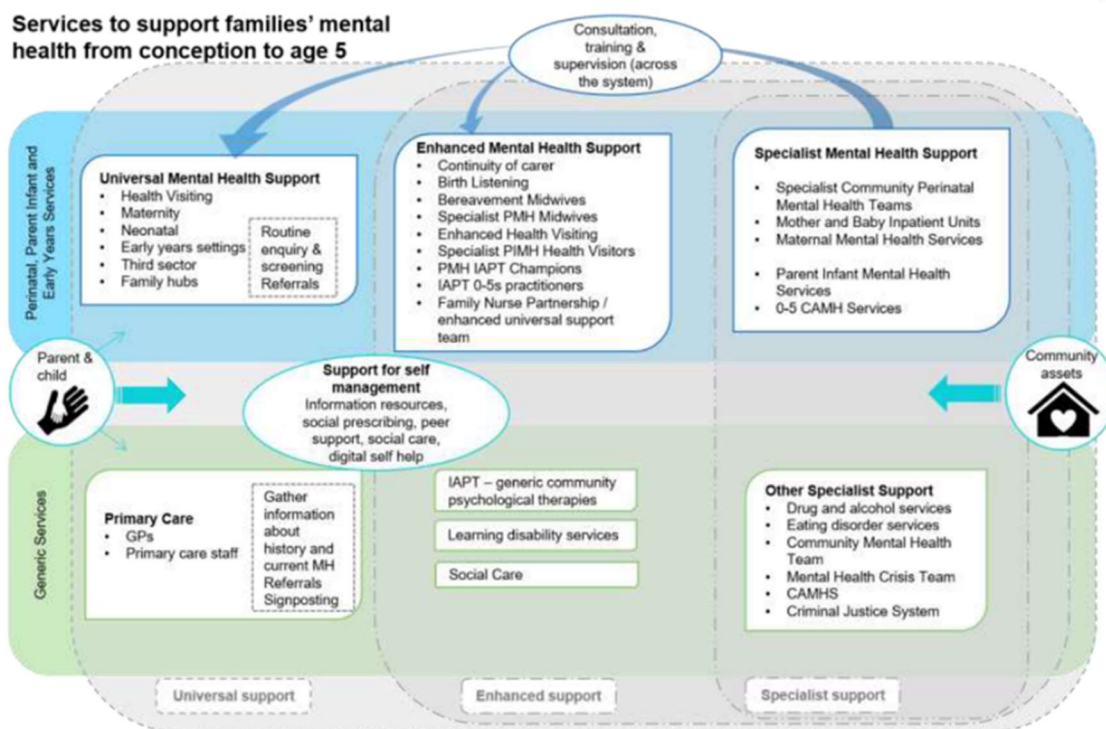 Services to support families' mental
health from conception to age 5
Consultation,
training &
supervision (across
the system)
Perinatal, Parent Infant and
Early Years Services
Universal Mental Health Support
• Health Visiting
• Maternity
• Neonatal
• Early years settings
• Third sector
• Family hubs
Routine
enquiry &
screening
Referrals
Enhanced Mental Health Support
• Continuity of carer
• Birth Listening
• Bereavement Midwives
• Specialist PMH Midwives
• Enhanced Health Visiting
• Specialist PIMH Health Visitors
• PMH IAPT Champions
• IAPT 0-5s practitioners
• Family Nurse Partnership /
enhanced universal support
team
Specialist Mental Health Support
• Specialist Community Perinatal
Mental Health Teams
• Mother and Baby Inpatient Units
• Maternal Mental Health Services
• Parent Infant Mental Health
Services
• 0-5 CAMH Services
Parent &
child
Support for self
management
Information resources,
social prescribing, peer
support, social care,
digital self help
Community
assets
Generic Services
Primary Care
• GPs
• Primary care staff
Gather
information
about
history and
current MH
Referrals
Signposting
IAPT – generic community
psychological therapies
Learning disability services
Social Care
Other Specialist Support
• Drug and alcohol services
• Eating disorder services
• Community Mental Health
Team
• Mental Health Crisis Team
• CAMHS
• Criminal Justice System
Universal support
Enhanced support
Specialist support